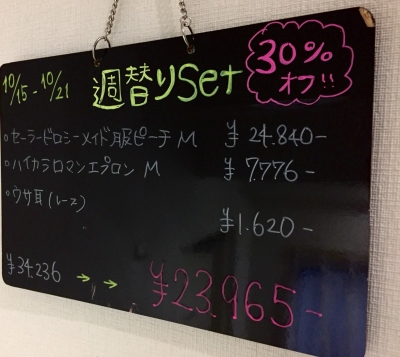 10/15-10/21 週替りSet 30%オフ!!
◦セーラードロシーメイド服ピーチ M ¥24.840-
◦ハイカラロマンエプロン M ¥7.776-
◦ウサ耳(レース)
¥1.620-
¥34.236 → → ¥23.965-